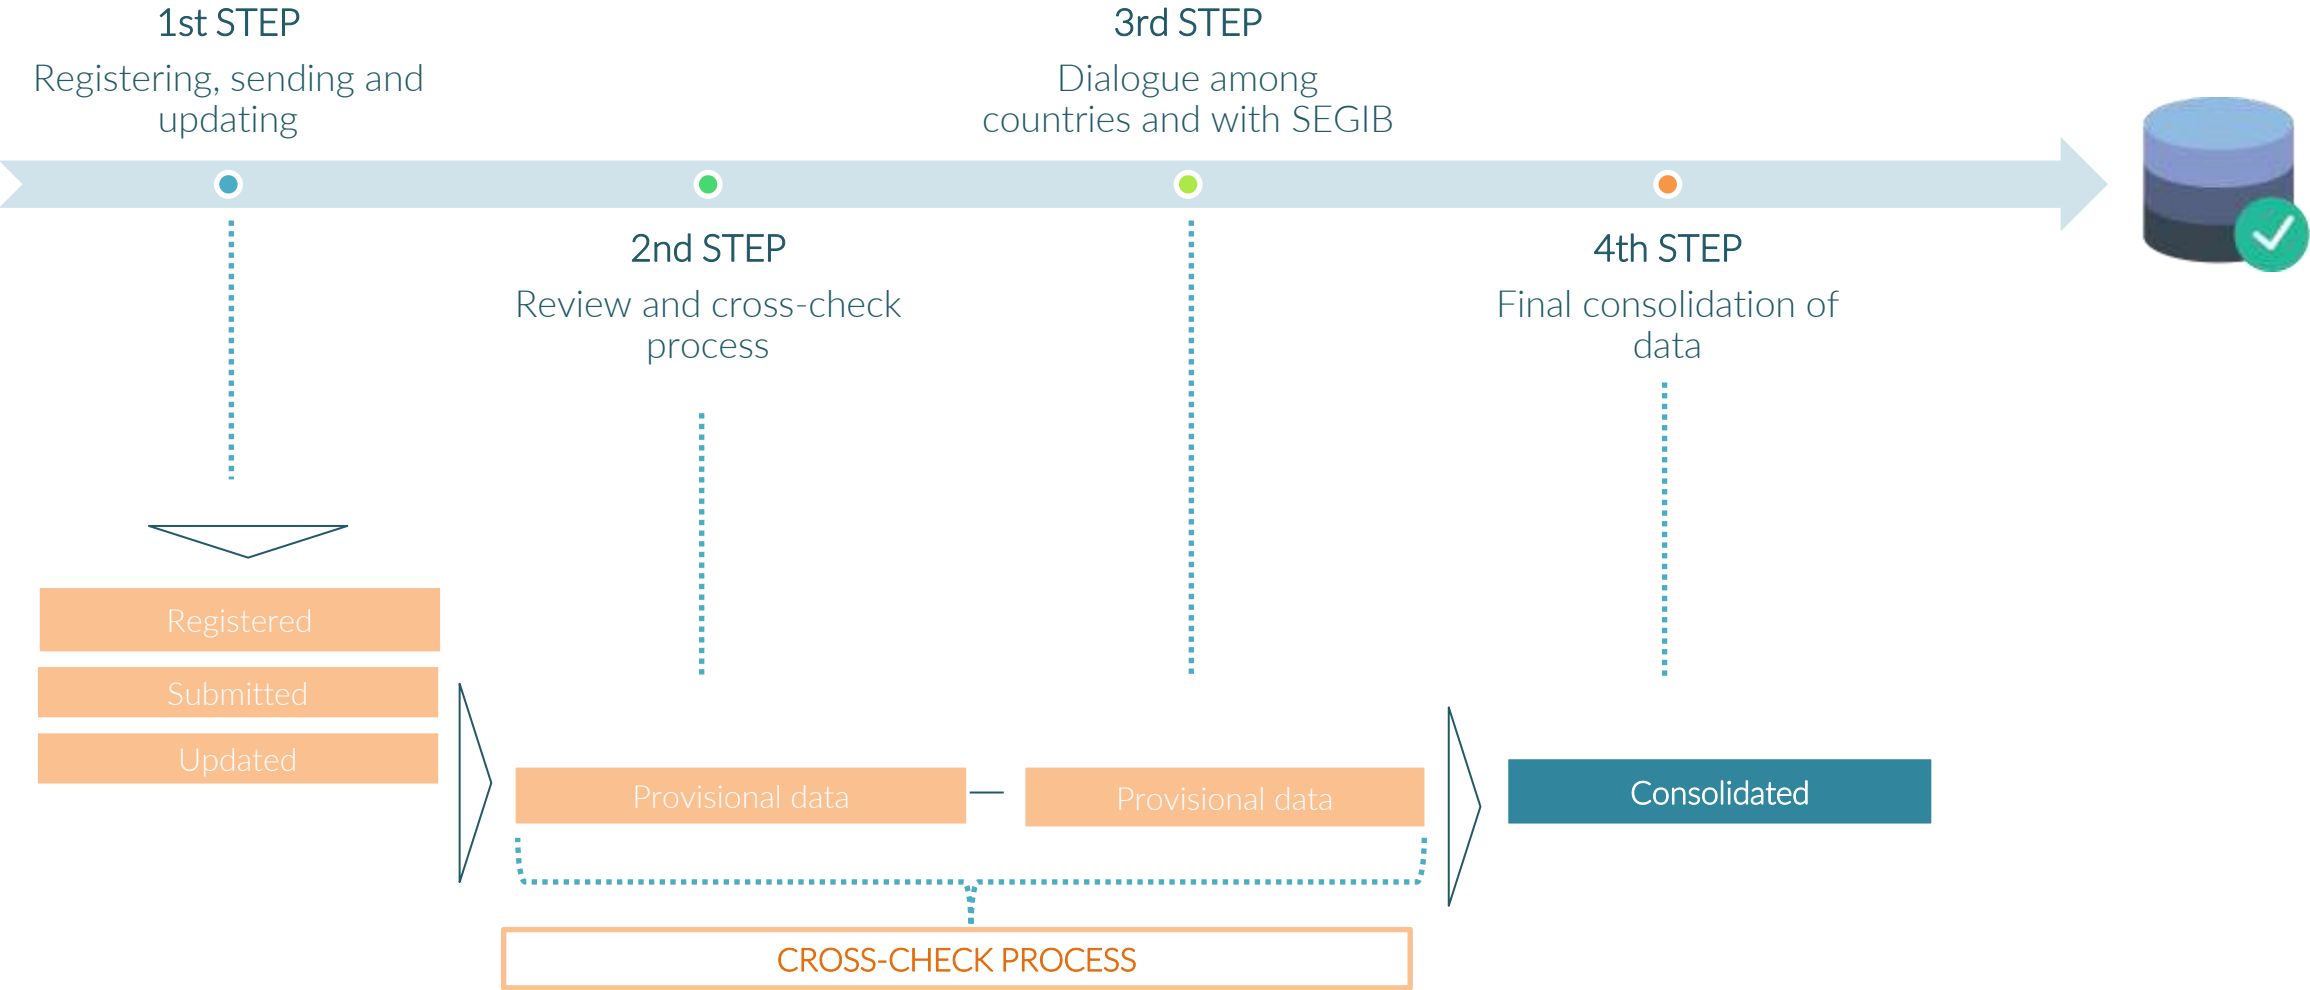 1st STEP
Registering, sending and
updating
2nd STEP
Review and cross-check
process
3rd STEP
Dialogue among
countries and with SEGIB
4th STEP
Final consolidation of
data
Registered
Submitted
Updated
Provisional data
Provisional data
Consolidated
CROSS-CHECK PROCESS